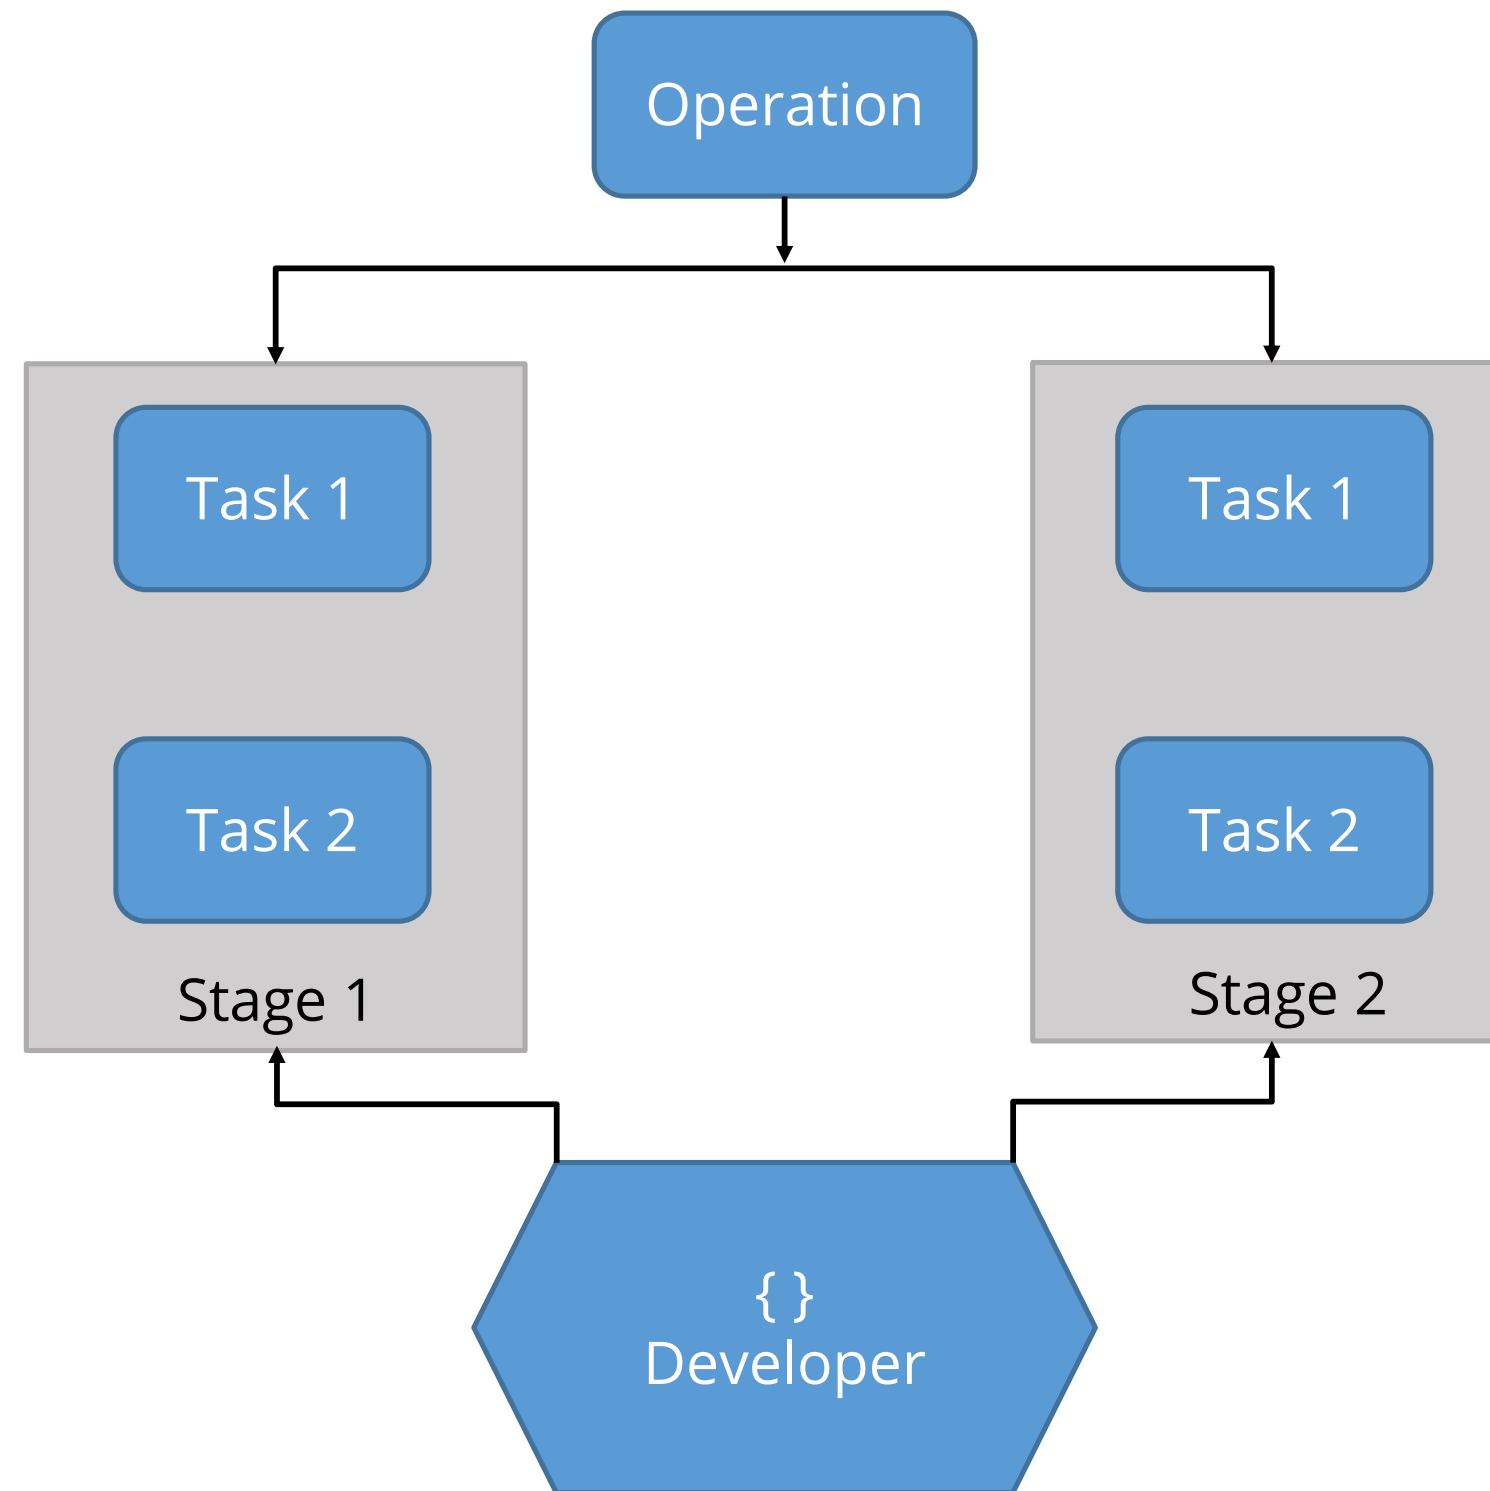 Operation
Task 1
Task 1
Task 2
Task 2
Stage 1
Stage 2
{ }
Developer